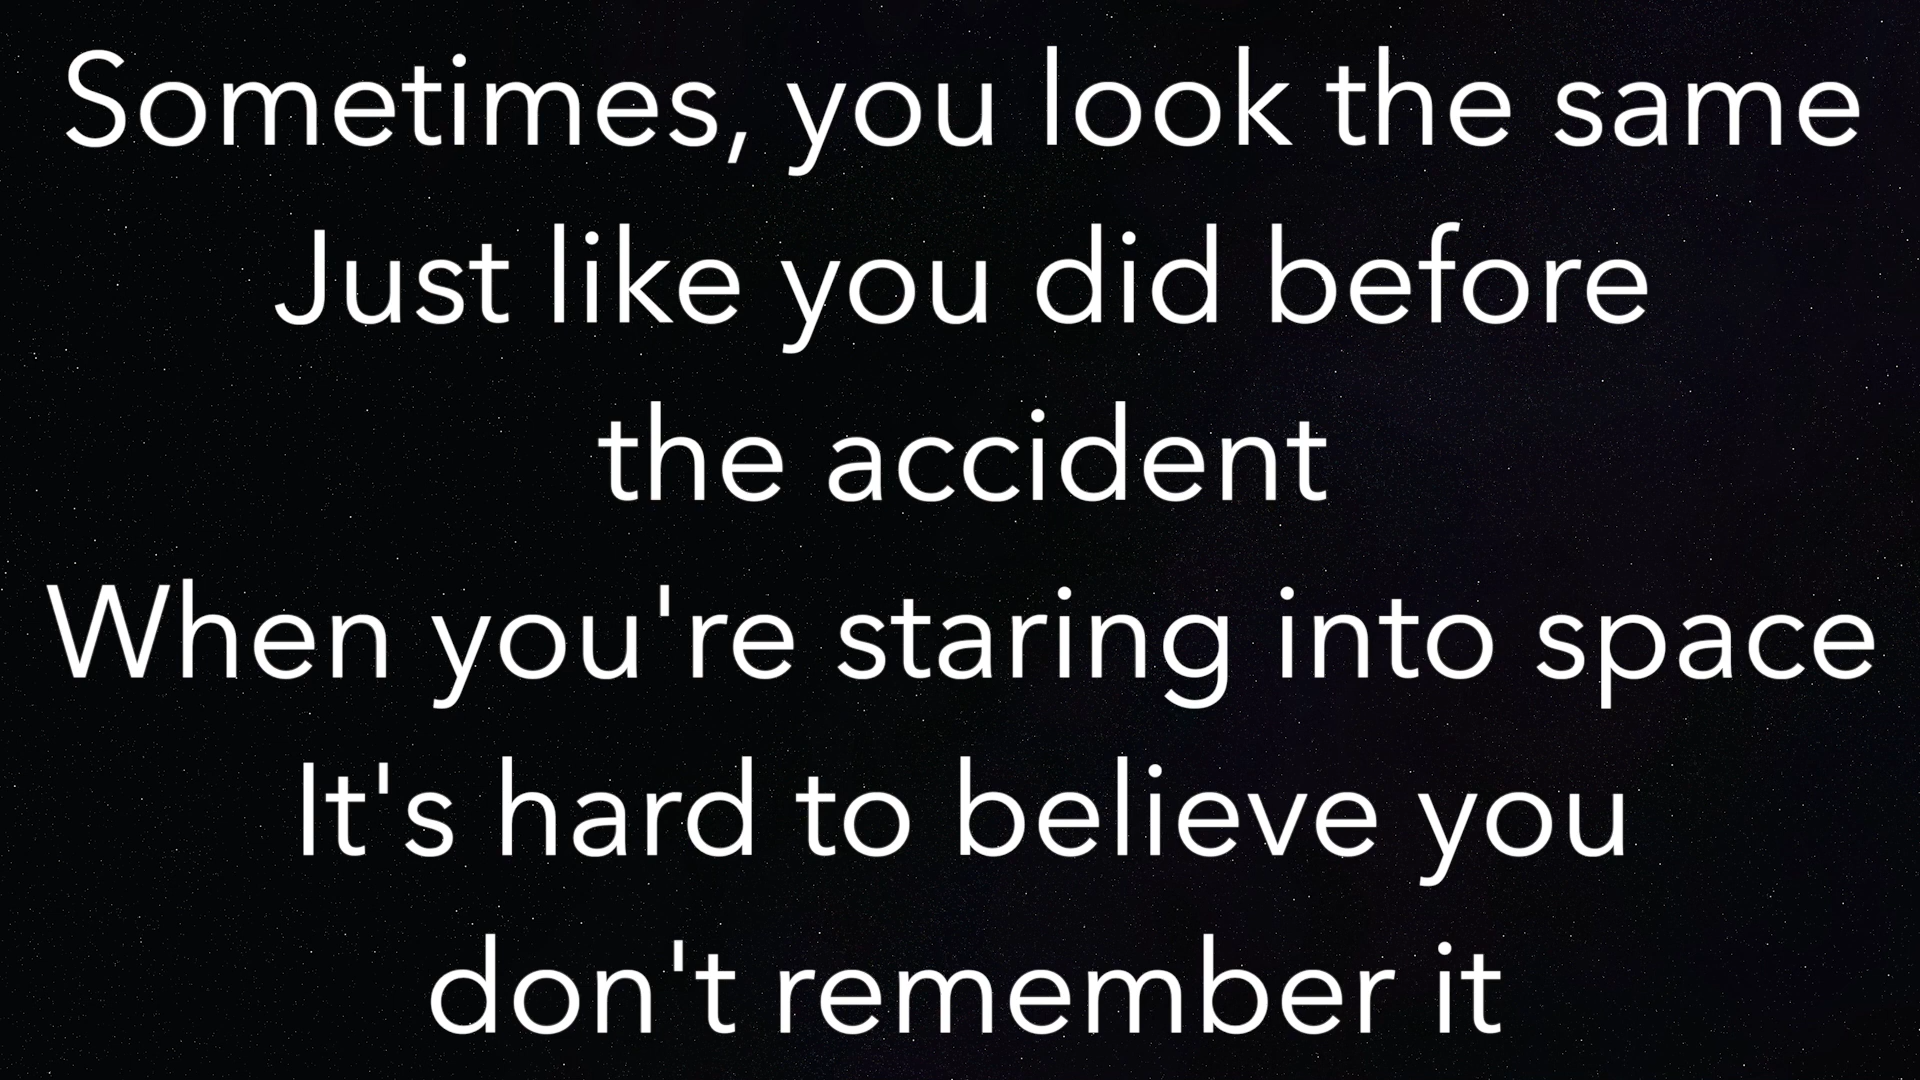 Sometimes, you look the same
Just like you did before
the accident
When you're staring into space
It's hard to believe you
don't remember it